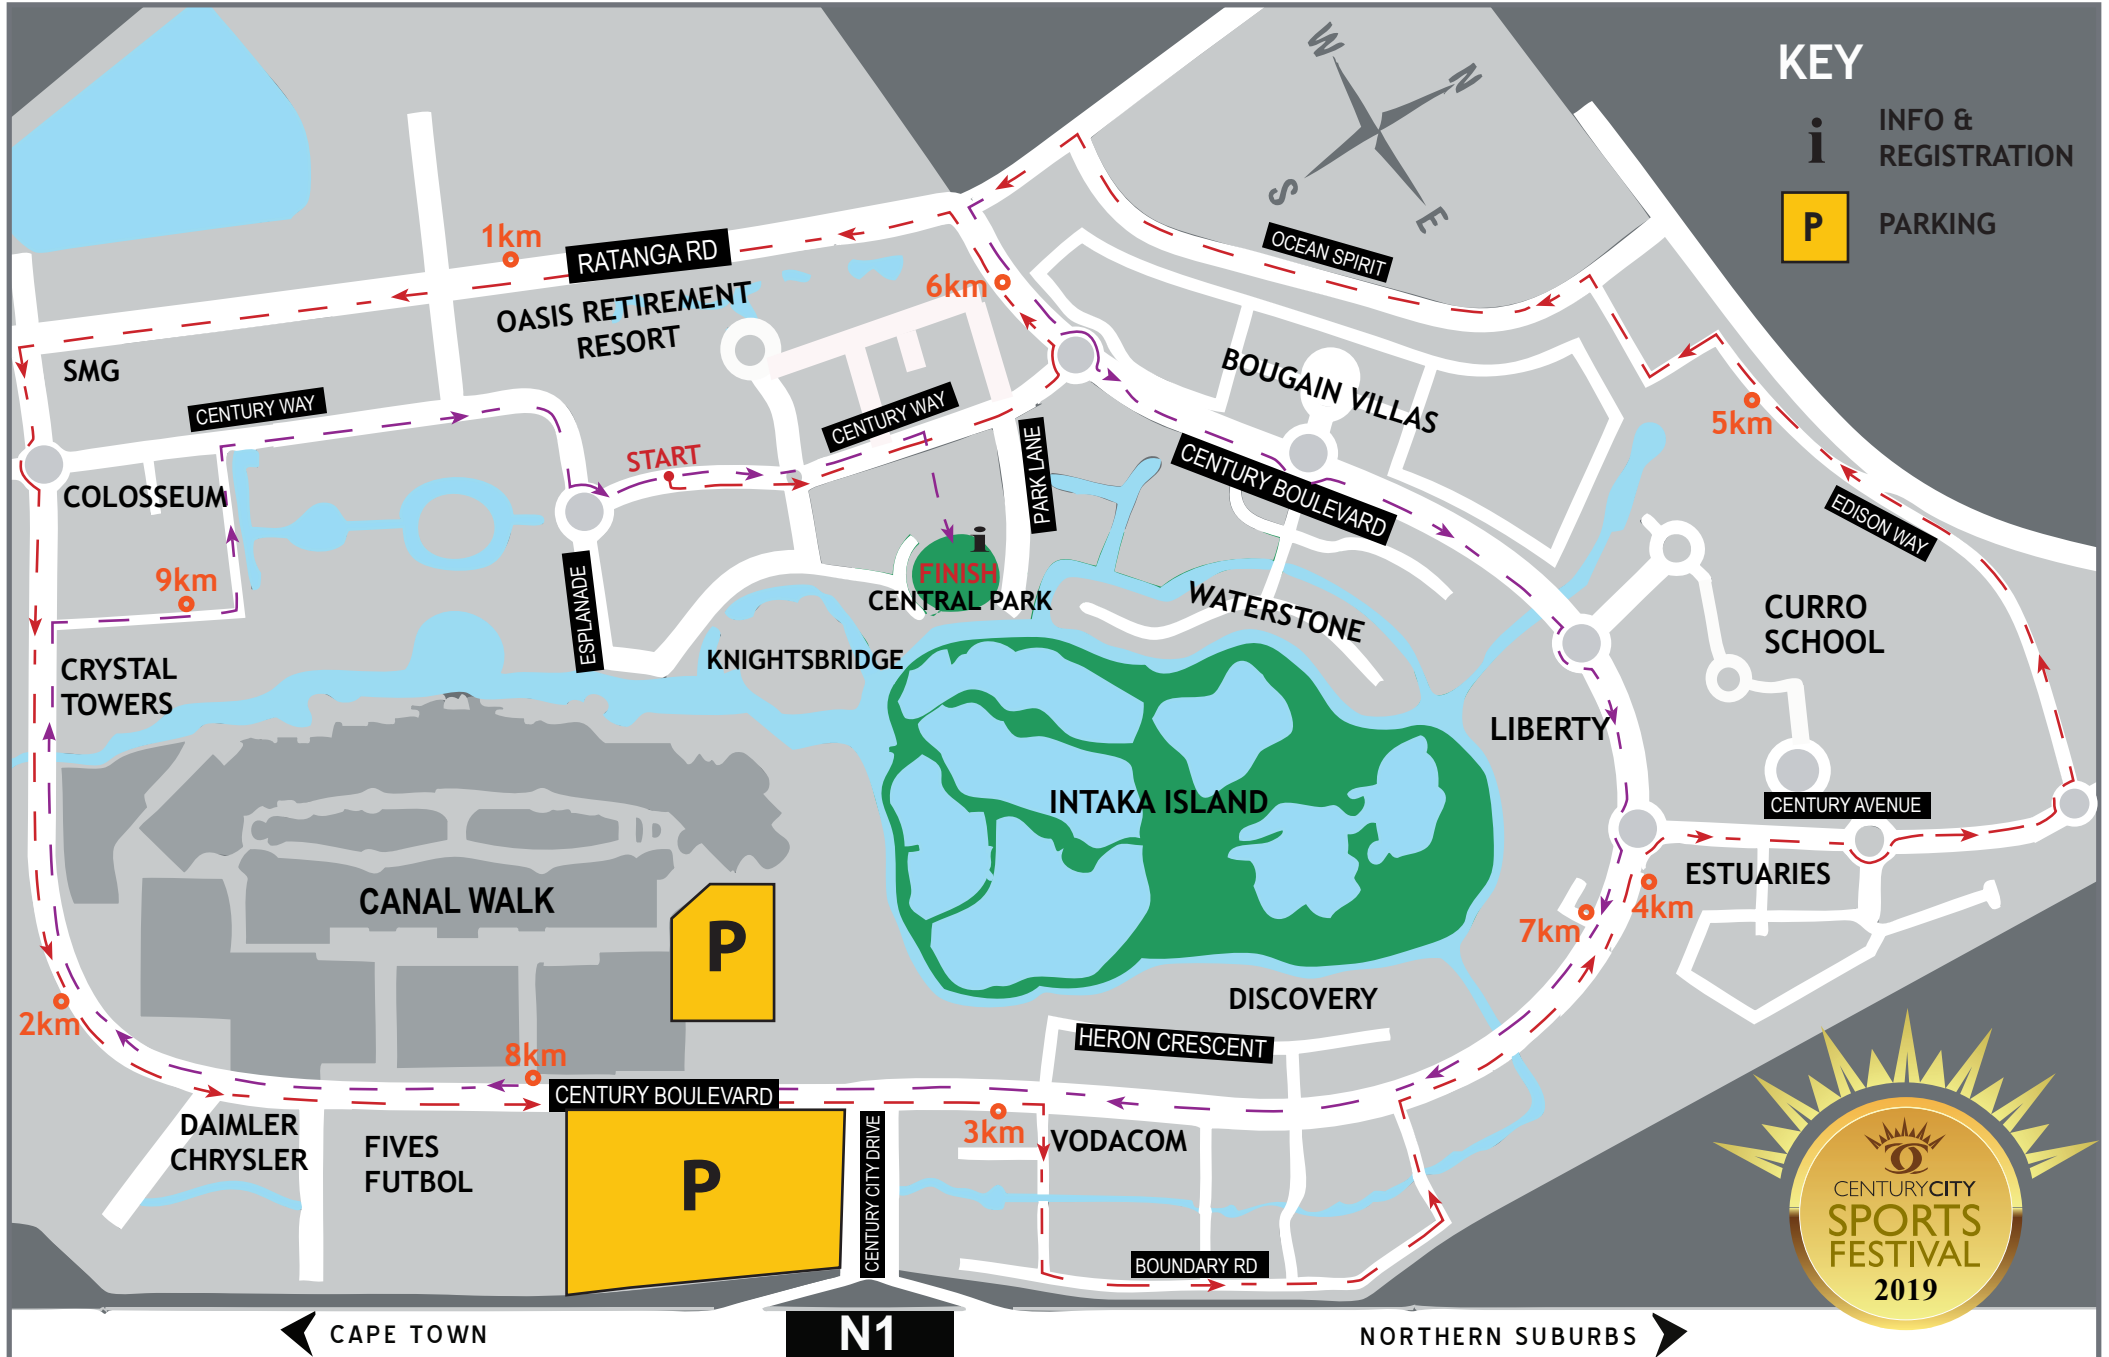 KEY
i
INFO &
REGISTRATION
P
PARKING
W
N
S
E
1km
RATANGA RD
OASIS RETIREMENT
RESORT
6km
OCEAN SPIRIT
SMG
CENTURY WAY
CENTURY WAY
BOUGAIN VILLAS
5km
START
PARK LANE
CENTURY BOULEVARD
COLOSSEUM
EDISON WAY
i
9km
FINISH
CENTRAL PARK
ESPLANADE
WATERSTONE
CURRO
SCHOOL
CRYSTAL
TOWERS
KNIGHTSBRIDGE
LIBERTY
INTAKA ISLAND
CENTURY AVENUE
ESTUARIES
CANAL WALK
4km
7km
P
DISCOVERY
2km
HERON CRESCENT
8km
CENTURY BOULEVARD
DAIMLER
CHRYSLER
FIVES
FUTBOL
P
CENTURY CITY DRIVE
3km
VODACOM
BOUNDARY RD
CENTURYCITY
SPORTS
FESTIVAL
2019
CAPE TOWN
N1
NORTHERN SUBURBS